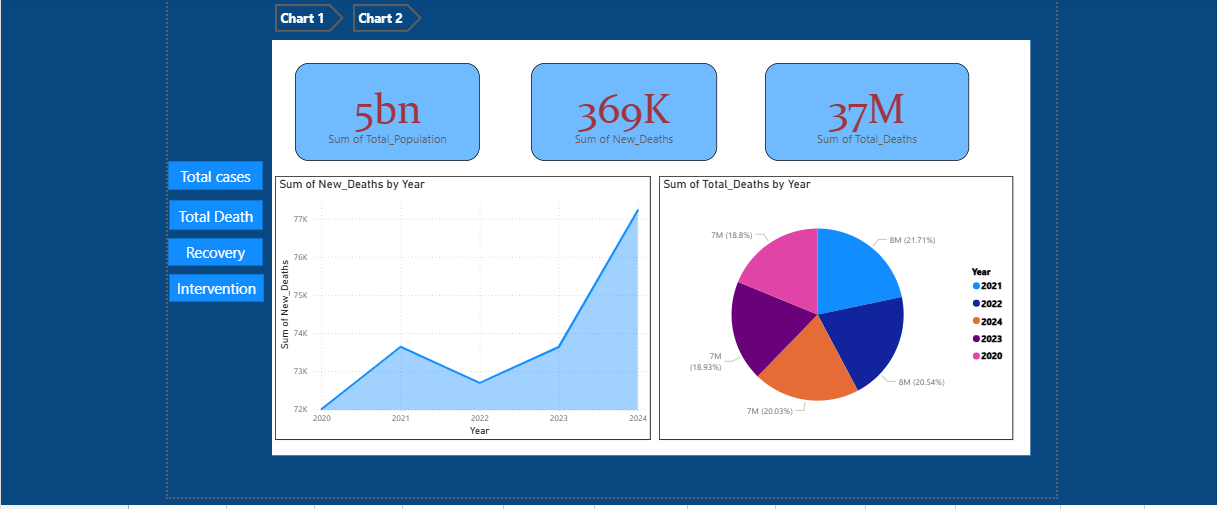 Chart 1
Chart 2
5bn
Sum of Total_Population
369K
Sum of New_Deaths
37M
Sum of Total_Deaths
Total cases
Total Death
Recovery
Intervention
Sum of New_Deaths by Year
Sum of New_Deaths
77K
76K
75K
74K
73K
72K
2020
2021
2022
2023
2024
Year
Sum of Total_Deaths by Year
7M (18.8%)
8M (21.71%)
7M
(18.93%)
8M (20.54%)
7M (20.03%)
Year
2021
2022
2024
2023
2020